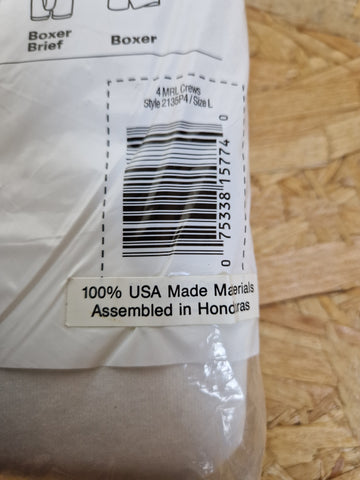 Boxer
Brief
Boxer
4 MRL Crews
Style 2135P4 / Size L
0 75338 15774 0
100% USA Made Materials
Assembled in Honduras